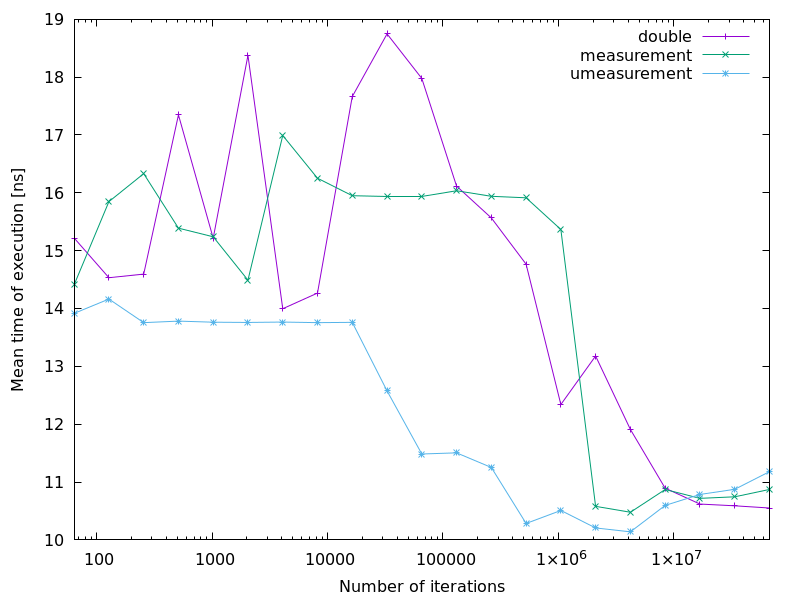 19
18
17
16
15
14
13
12
11
10
Mean time of execution [ns]
double
measurement
umeasurement
100 1000 10000 100000 1×10⁶ 1×10⁷
Number of iterations